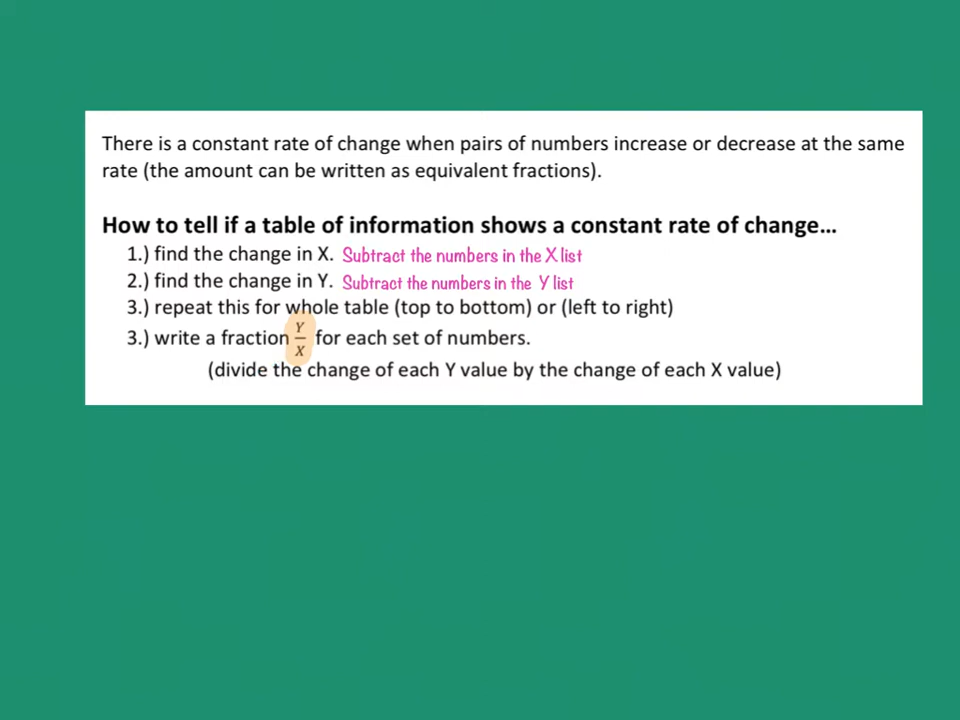 There is a constant rate of change when pairs of numbers increase or decrease at the same
rate (the amount can be written as equivalent fractions).
How to tell if a table of information shows a constant rate of change...
1.) find the change in X. Subtract the numbers in the X list
2.) find the change in Y. Subtract the numbers in the Y list
3.) repeat this for whole table (top to bottom) or (left to right)
3.) write a fraction Y/X for each set of numbers.
(divide the change of each Y value by the change of each X value)